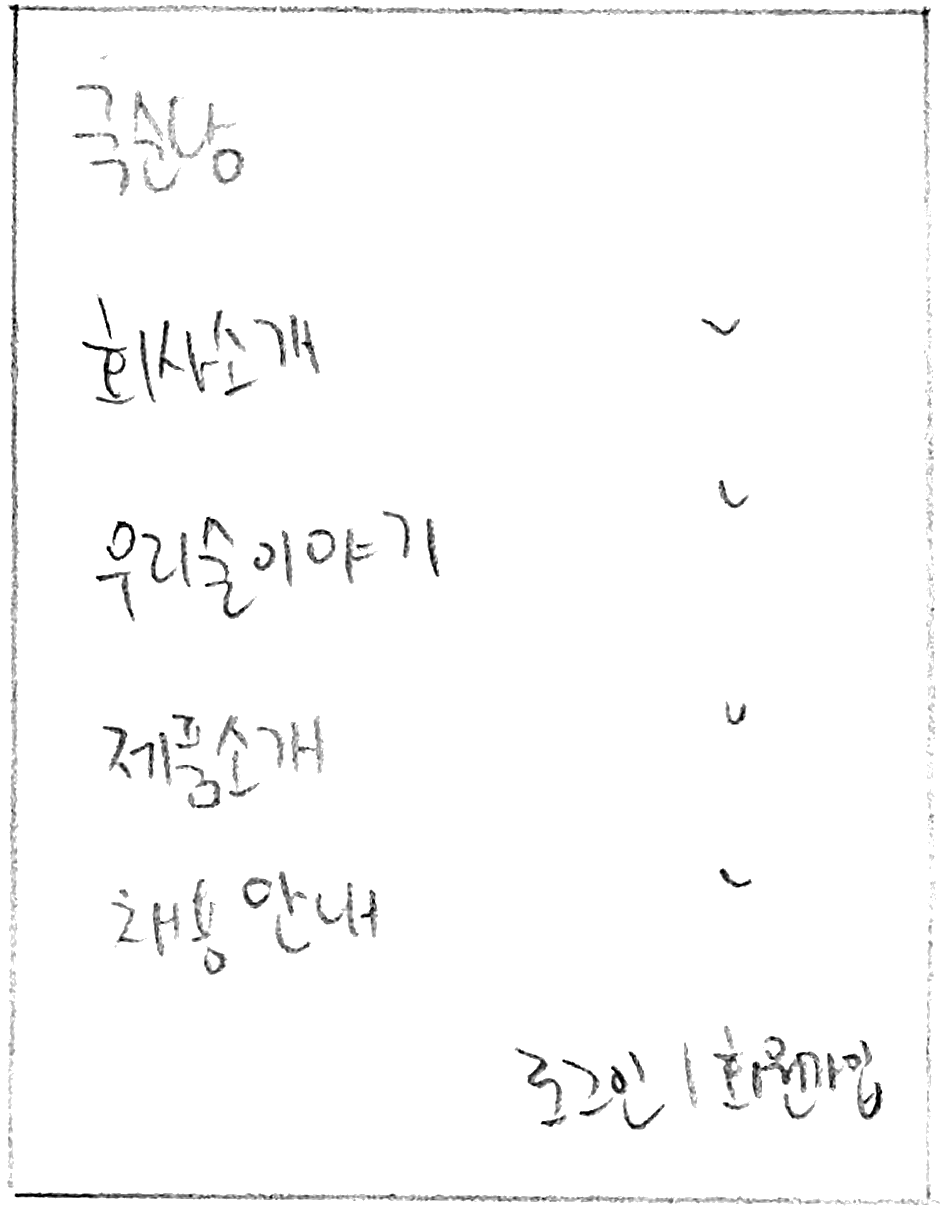 국순당
회사소개
우리술이야기
제품소개
채용안내
로그인 | 회원가입